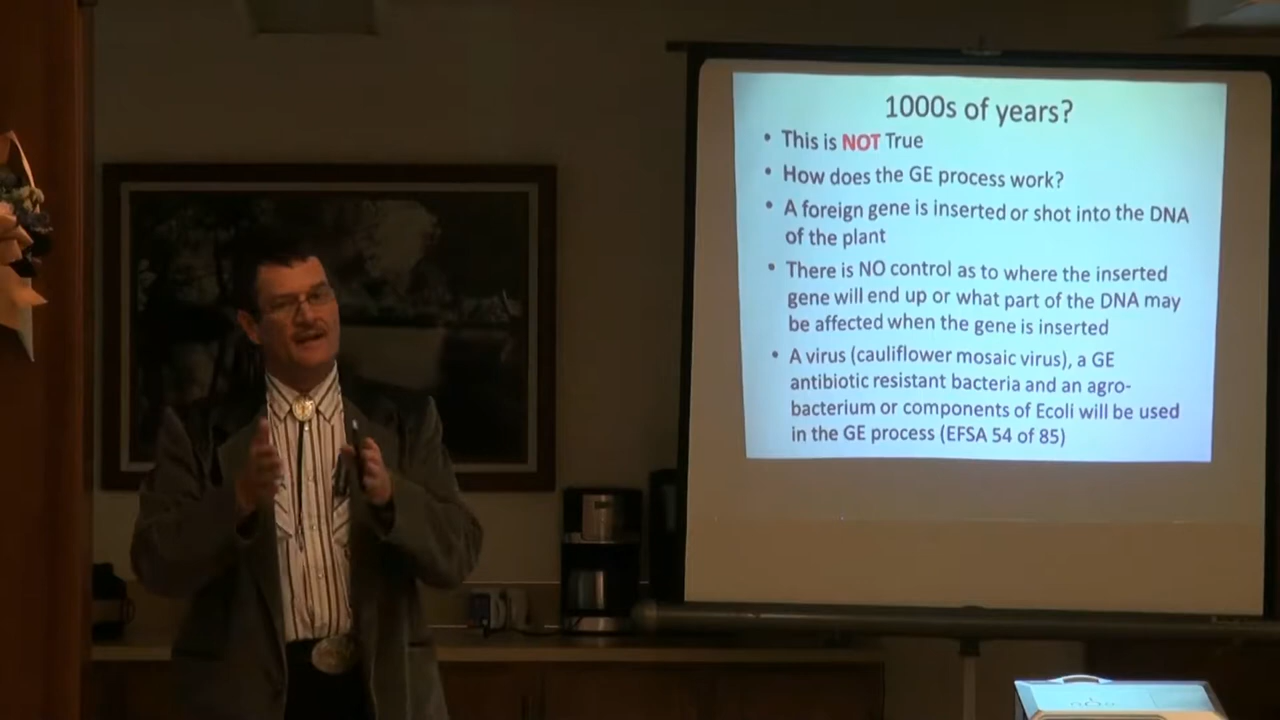 1000s of years?
• This is NOT True
• How does the GE process work?
• A foreign gene is inserted or shot into the DNA
of the plant
• There is NO control as to where the inserted
gene will end up or what part of the DNA may
be affected when the gene is inserted
• A virus (cauliflower mosaic virus), a GE
antibiotic resistant bacteria and an agro-
bacterium or components of Ecoli will be used
in the GE process (EFSA 54 of 85)